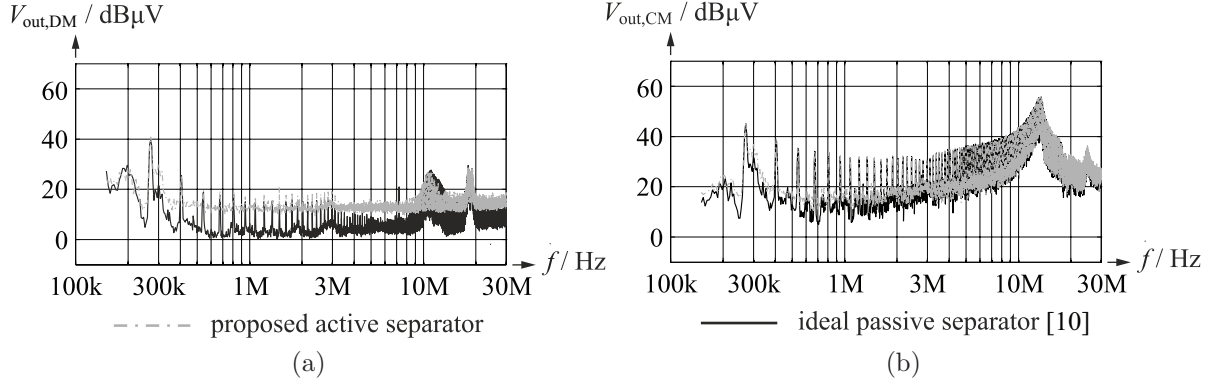 V_out,DM / dBµV
60
40
20
0
100k 300k 1M 3M 10M 30M
f / Hz
proposed active separator
(a)
V_out,CM / dBµV
60
40
20
0
100k 300k 1M 3M 10M 30M
f / Hz
ideal passive separator [10]
(b)